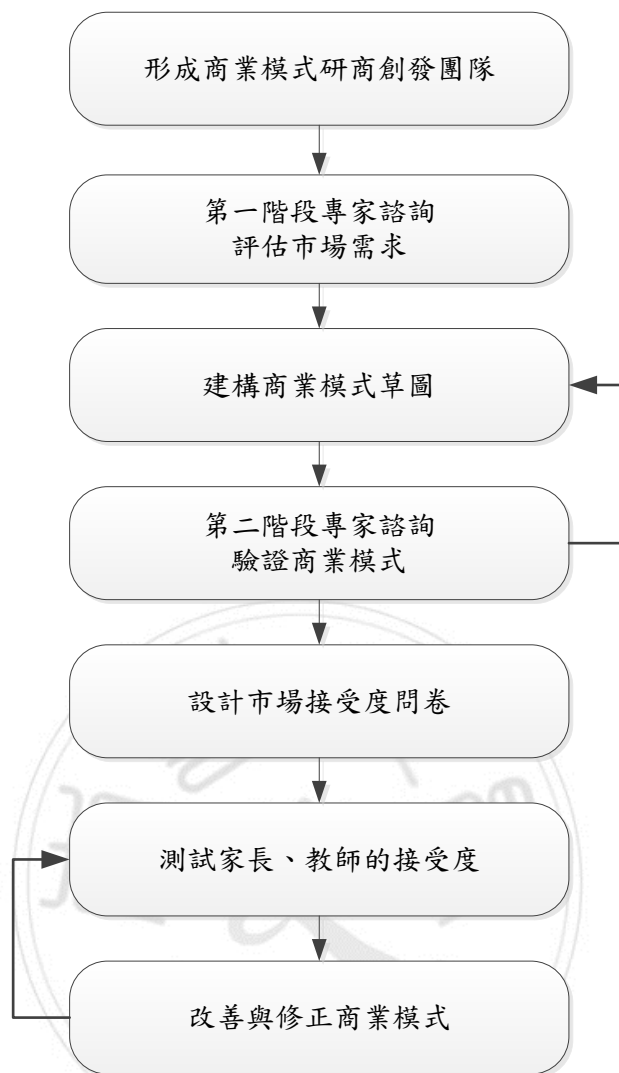 形成商業模式研商創發團隊
第一階段專家諮詢
評估市場需求
建構商業模式草圖
第二階段專家諮詢
驗證商業模式
設計市場接受度問卷
測試家長、教師的接受度
改善與修正商業模式